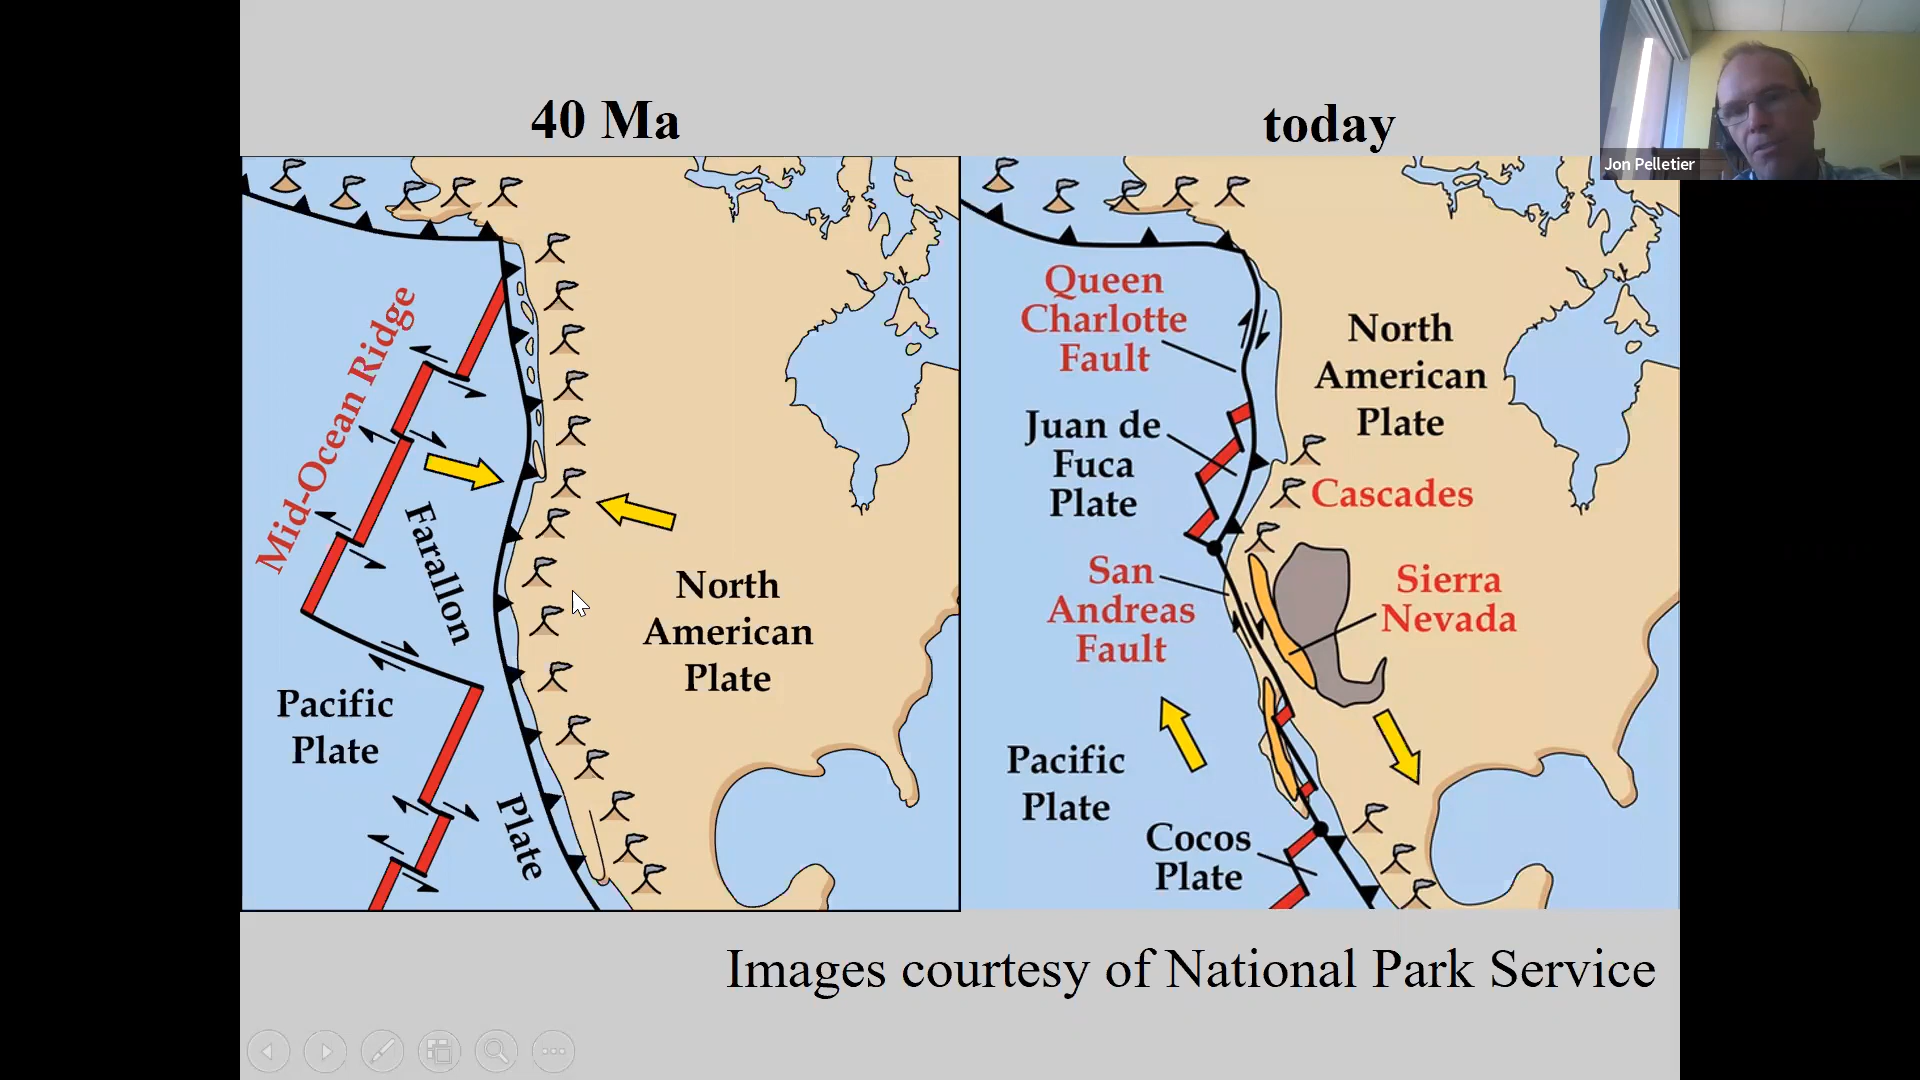 40 Ma
today
Jon Pelletier
Mid-Ocean Ridge
Farallon
Plate
Pacific
Plate
North
American
Plate
Queen
Charlotte
Fault
North
American
Plate
Juan de
Fuca
Plate
Cascades
San
Andreas
Fault
Sierra
Nevada
Pacific
Plate
Cocos
Plate
Images courtesy of National Park Service